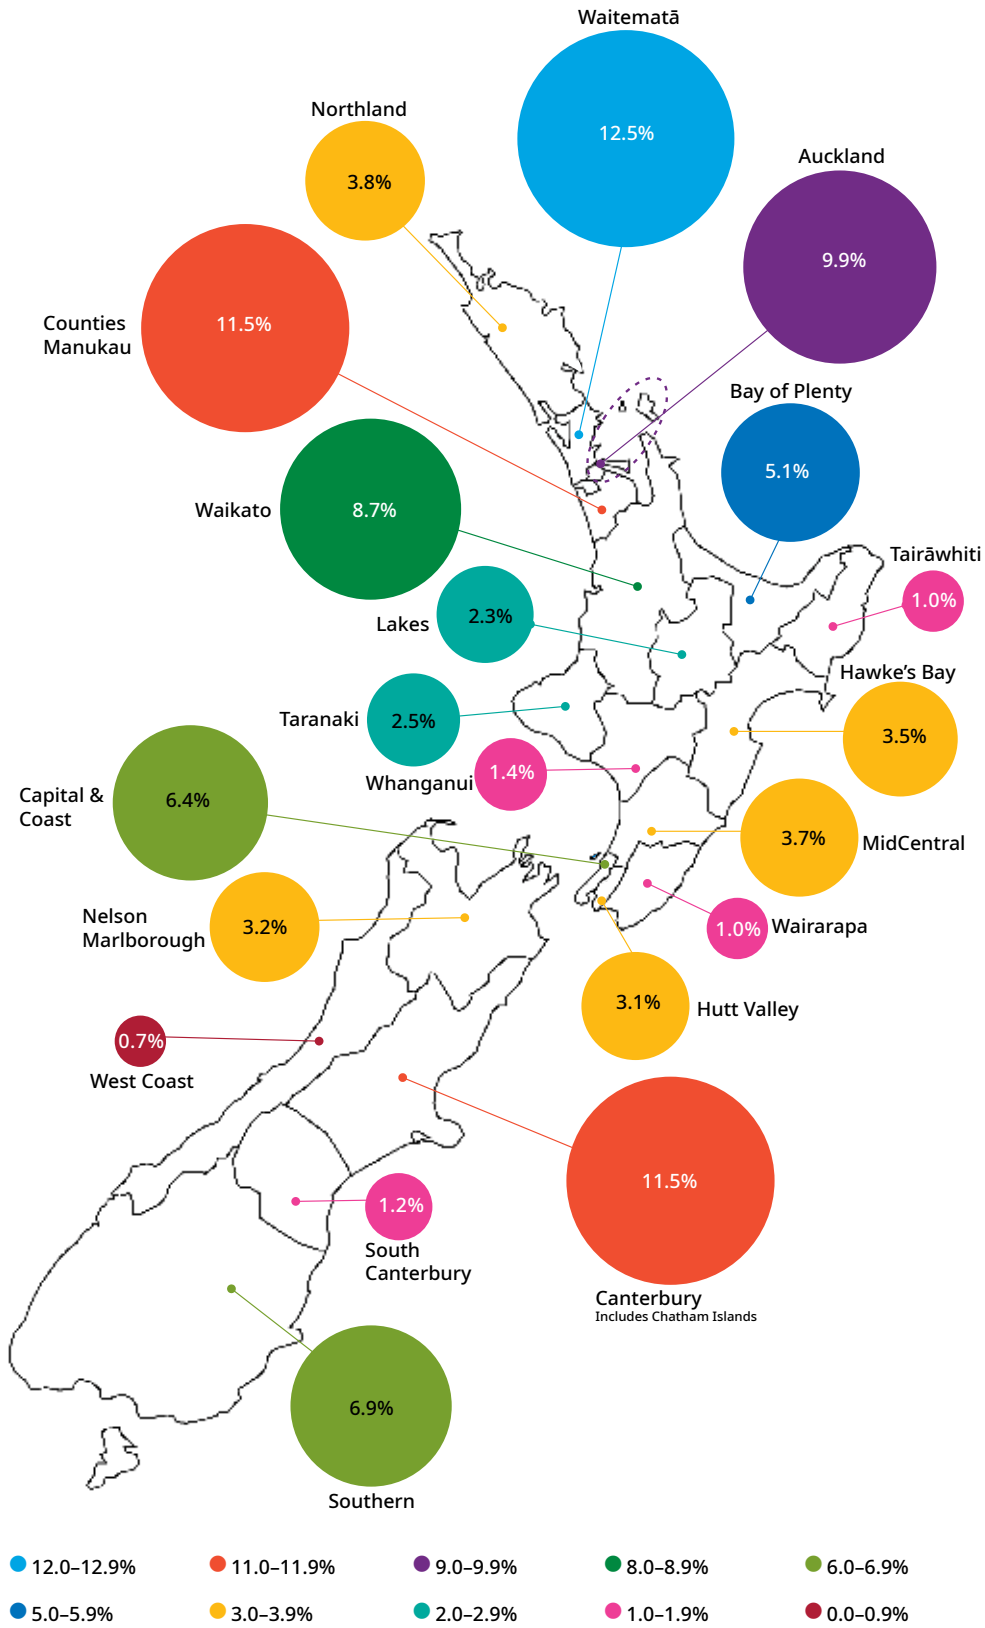 Waitematā
12.5%
Northland
3.8%
Auckland
9.9%
Counties
Manukau
11.5%
Bay of Plenty
5.1%
Waikato
8.7%
Tairāwhiti
1.0%
Lakes
2.3%
Hawke's Bay
3.5%
Taranaki
2.5%
Whanganui
1.4%
Capital &
Coast
6.4%
MidCentral
3.7%
Nelson
Marlborough
3.2%
Wairarapa
1.0%
Hutt Valley
3.1%
West Coast
0.7%
Canterbury
Includes Chatham Islands
11.5%
South
Canterbury
1.2%
Southern
6.9%
12.0–12.9%
11.0–11.9%
9.0–9.9%
8.0–8.9%
6.0–6.9%
5.0–5.9%
3.0–3.9%
2.0–2.9%
1.0–1.9%
0.0–0.9%